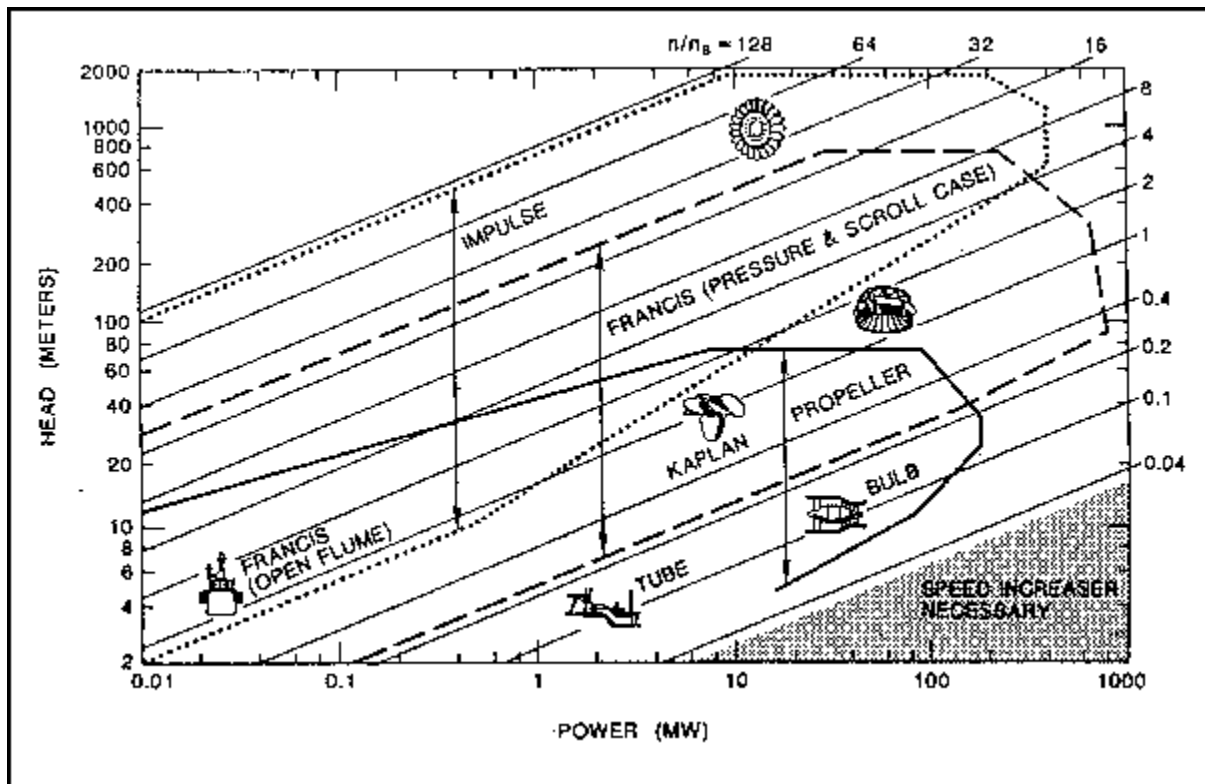 n/ns = 128 64 32 16
2000
1000
800
600
400
200
100
80
60
40
20
10
8
6
4
2
HEAD (METERS)
8
4
2
1
0.4
0.2
0.1
0.04
IMPULSE
FRANCIS (PRESSURE & SCROLL CASE)
PROPELLER
KAPLAN
BULB
FRANCIS
(OPEN FLUME)
TUBE
SPEED INCREASER
NECESSARY
0.01 0.1 1 10 100 1000
POWER (MW)